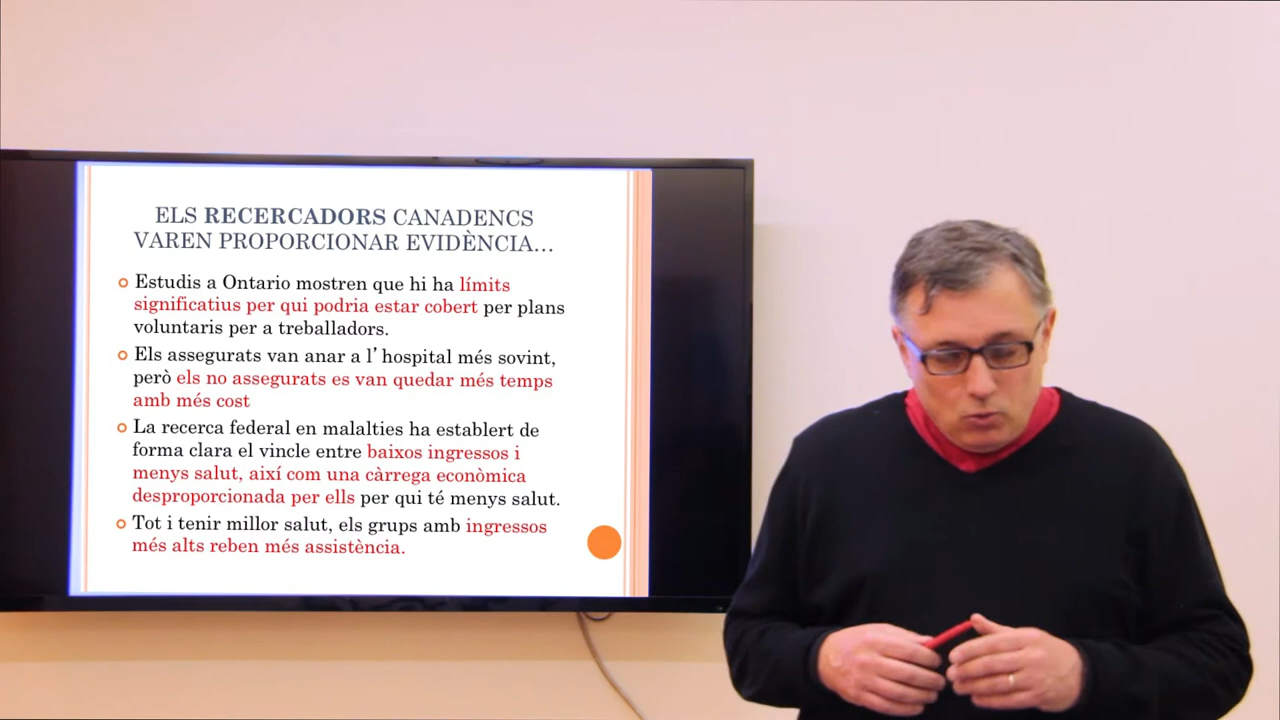 ELS RECERCADORS CANADENCS
VAREN PROPORCIONAR EVIDÈNCIA…
Estudis a Ontario mostren que hi ha límits
significatius per qui podria estar cobert per plans
voluntaris per a treballadors.
Els assegurats van anar a l’hospital més sovint,
però els no assegurats es van quedar més temps
amb més cost
La recerca federal en malalties ha establert de
forma clara el vincle entre baixos ingressos i
menys salut, així com una càrrega econòmica
desproporcionada per ells per qui té menys salut.
Tot i tenir millor salut, els grups amb ingressos
més alts reben més assistència.